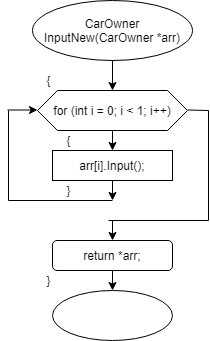 CarOwner
InputNew(CarOwner *arr)
{
for (int i = 0; i < 1; i++)
{
arr[i].Input();
}
return *arr;
}